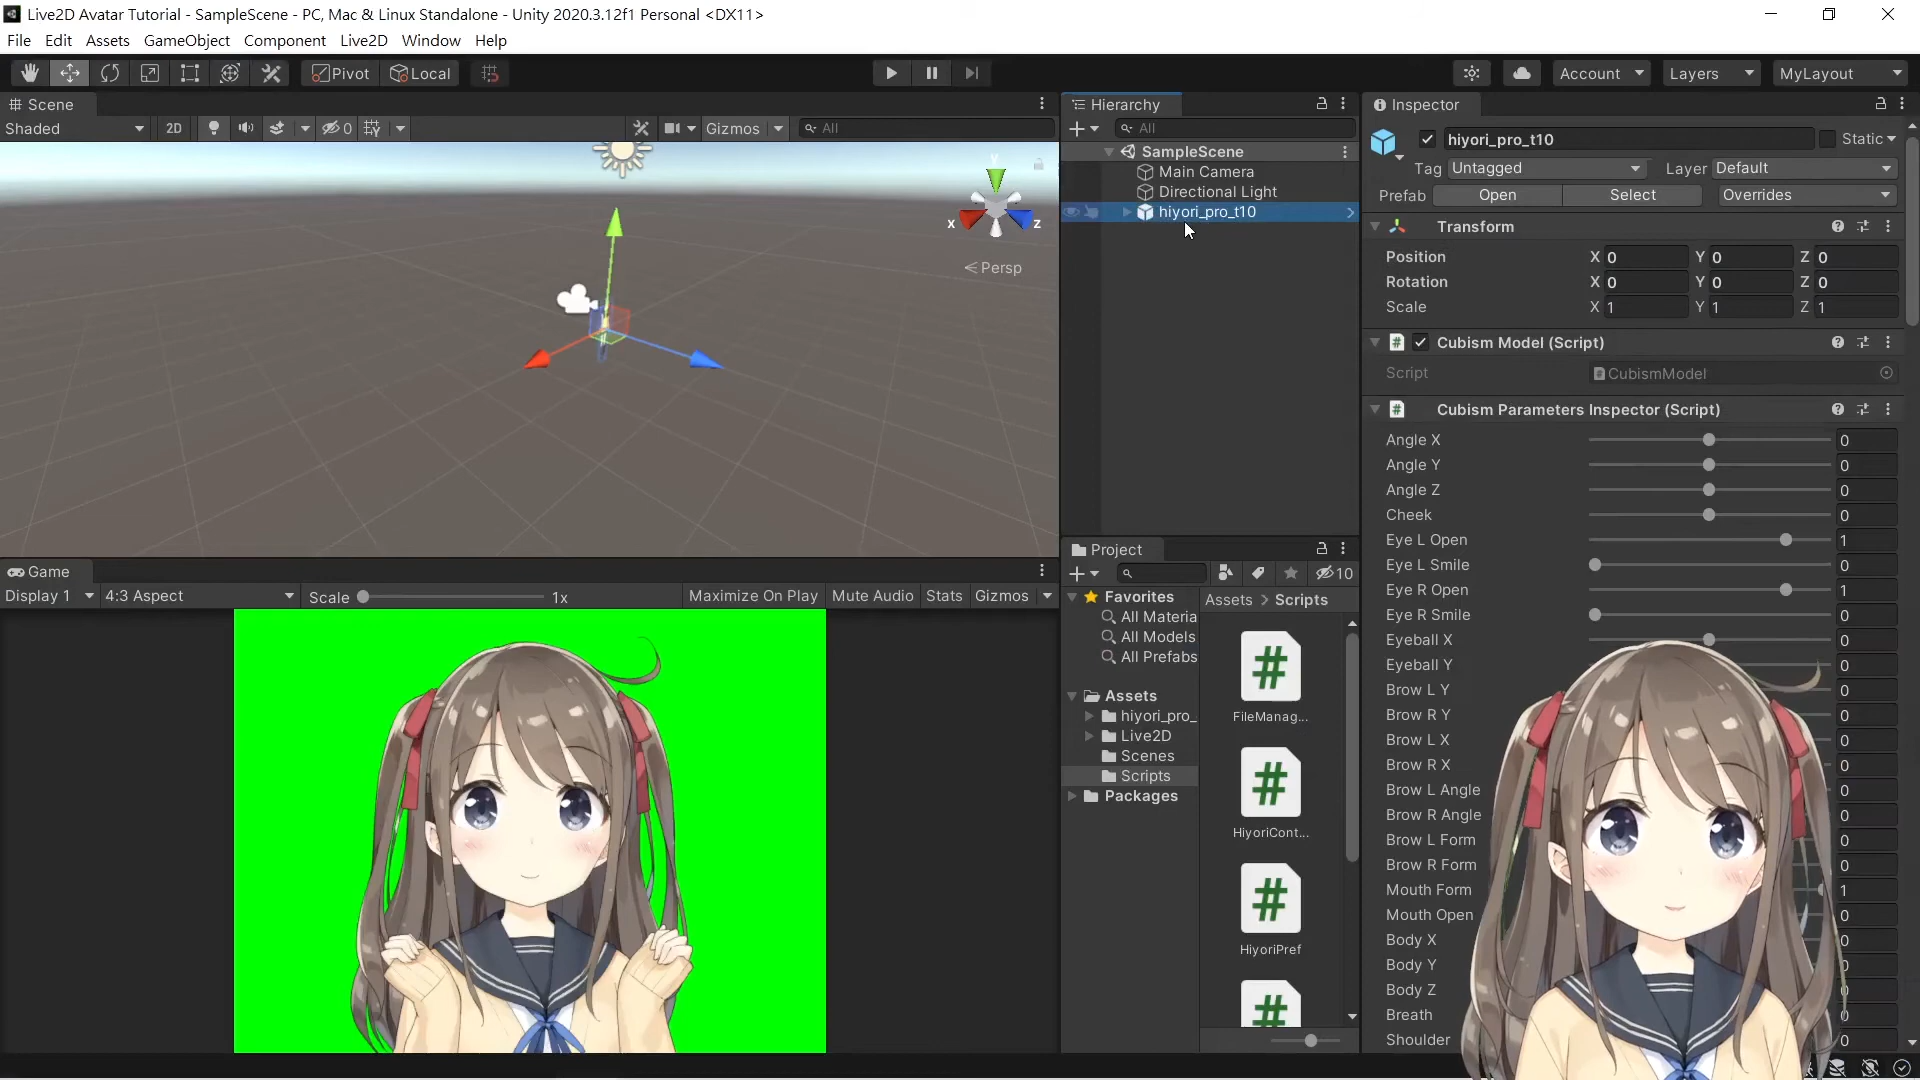 Live2D Avatar Tutorial - SampleScene - PC, Mac & Linux Standalone - Unity 2020.3.12f1 Personal <DX11>
File Edit Assets GameObject Component Live2D Window Help
Pivot Local Account Layers MyLayout
Scene
Shaded 2D 0 Gizmos All
x y z
Persp
Game
Display 1 4:3 Aspect Scale 1x Maximize On Play Mute Audio Stats Gizmos
Hierarchy
All
SampleScene
Main Camera
Directional Light
hiyori_pro_t10
Project
10
Favorites
All Materia
All Models
All Prefabs
Assets
hiyori_pro_
Live2D
Scenes
Scripts
Packages
Assets > Scripts
FileManag...
HiyoriCont...
HiyoriPref
Inspector
hiyori_pro_t10 Static
Tag Untagged Layer Default
Prefab Open Select Overrides
Transform
Position X 0 Y 0 Z 0
Rotation X 0 Y 0 Z 0
Scale X 1 Y 1 Z 1
Cubism Model (Script)
Script CubismModel
Cubism Parameters Inspector (Script)
Angle X 0
Angle Y 0
Angle Z 0
Cheek 0
Eye L Open 1
Eye L Smile 0
Eye R Open 1
Eye R Smile 0
Eyeball X 0
Eyeball Y 0
Brow L Y 0
Brow R Y 0
Brow L X 0
Brow R X 0
Brow L Angle 0
Brow R Angle 0
Brow L Form 0
Brow R Form 0
Mouth Form 1
Mouth Open 0
Body X 0
Body Y 0
Body Z 0
Breath 0
Shoulder 0